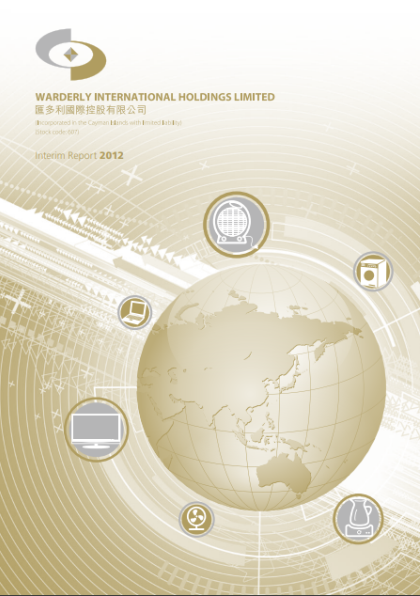 WARDERLY INTERNATIONAL HOLDINGS LIMITED
匯多利國際控股有限公司
(Incorporated in the Cayman Islands with limited liability)
(Stock code: 607)
Interim Report 2012